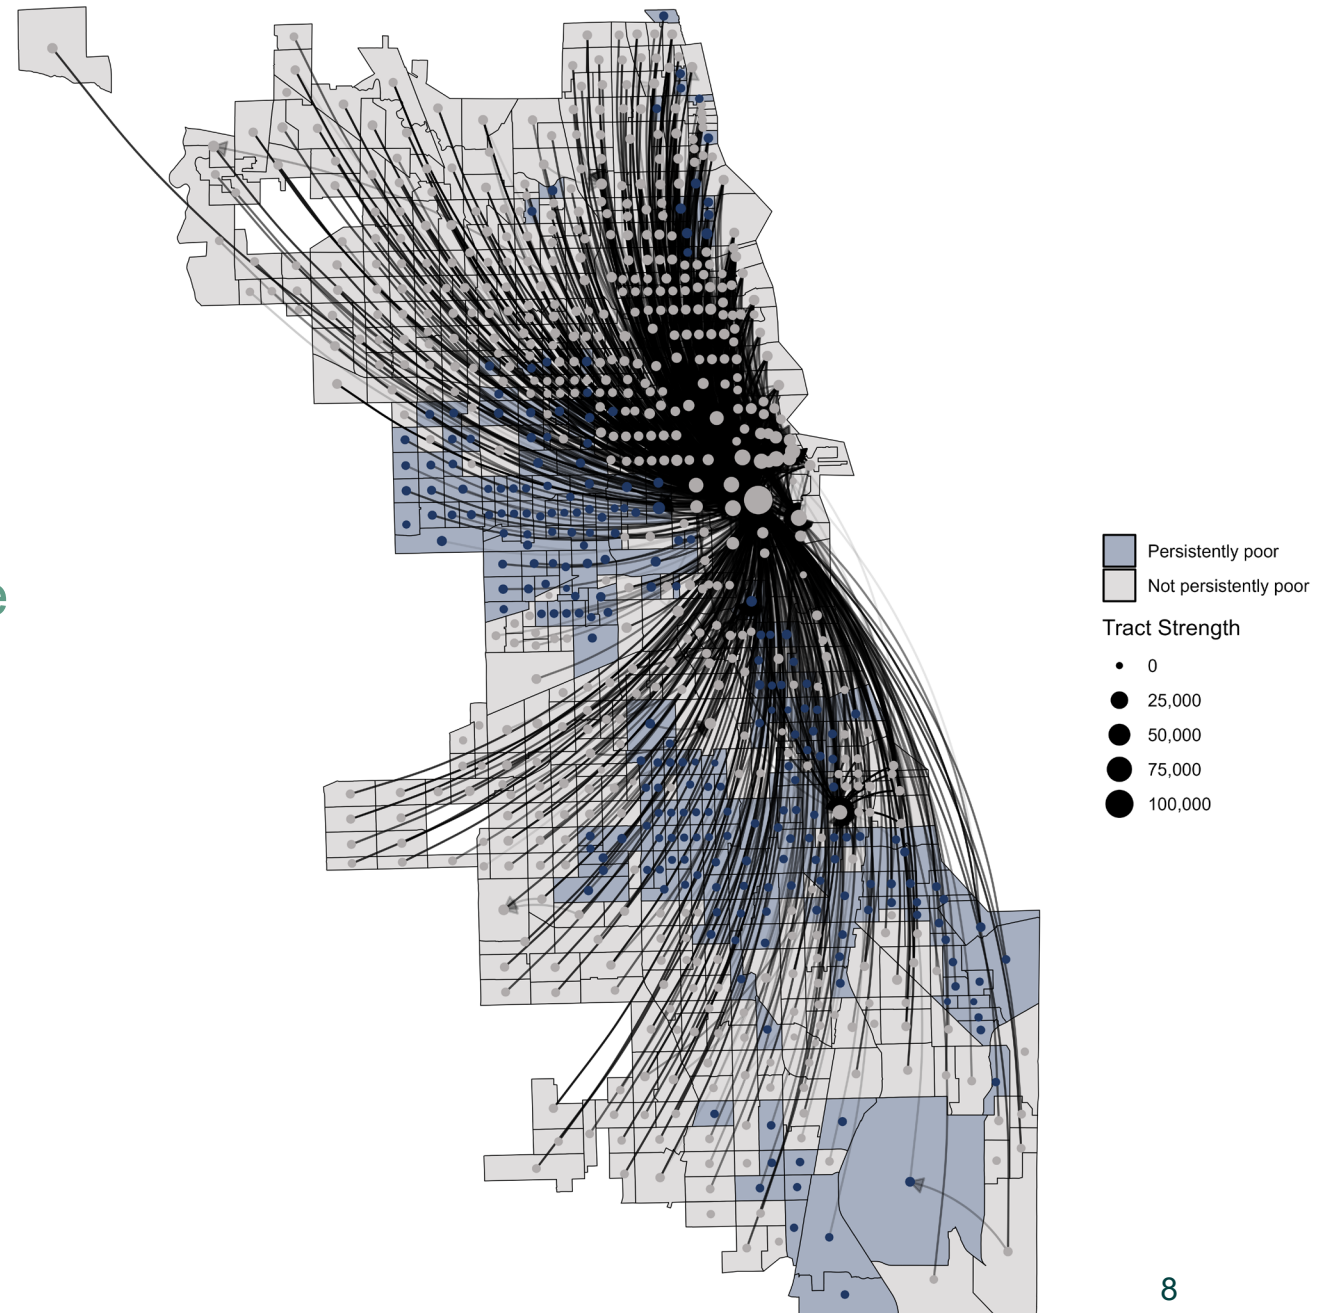 e
Persistently poor
Not persistently poor
Tract Strength
0
25,000
50,000
75,000
100,000
8